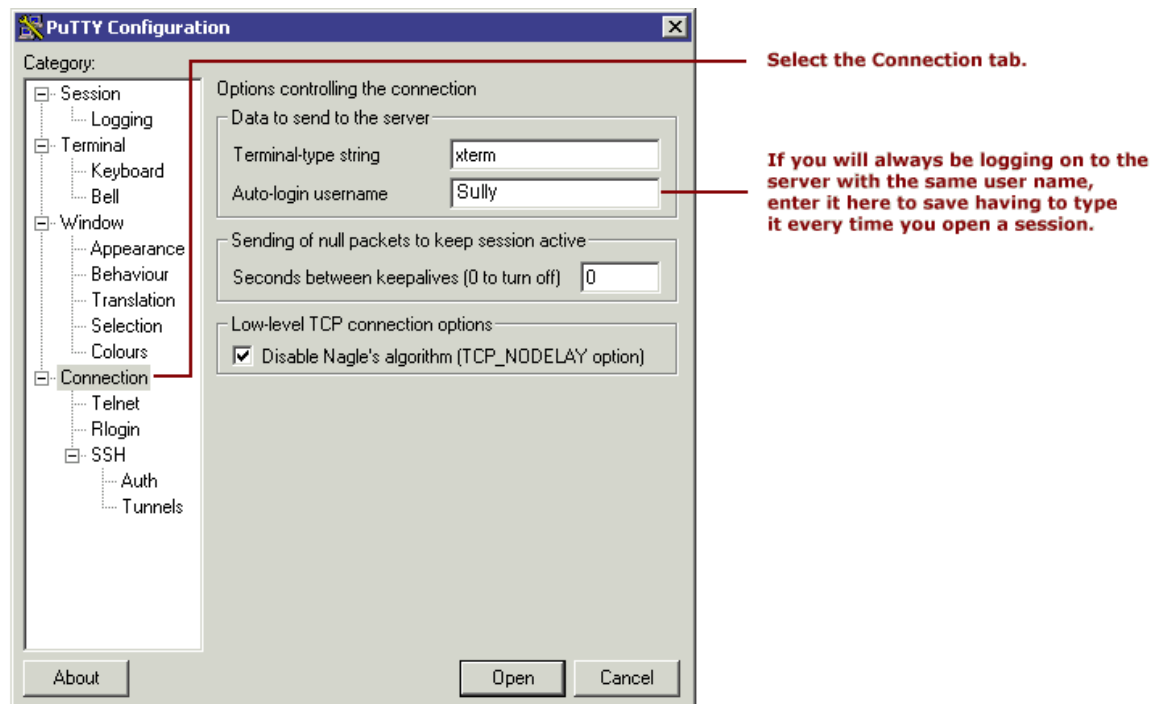 PuTTY Configuration
Category:
Session
Logging
Terminal
Keyboard
Bell
Window
Appearance
Behaviour
Translation
Selection
Colours
Connection
Telnet
Rlogin
SSH
Auth
Tunnels
Options controlling the connection
Data to send to the server
Terminal-type string xterm
Auto-login username Sully
Sending of null packets to keep session active
Seconds between keepalives (0 to turn off) 0
Low-level TCP connection options
Disable Nagle's algorithm (TCP_NODELAY option)
About Open Cancel
Select the Connection tab.
If you will always be logging on to the
server with the same user name,
enter it here to save having to type
it every time you open a session.